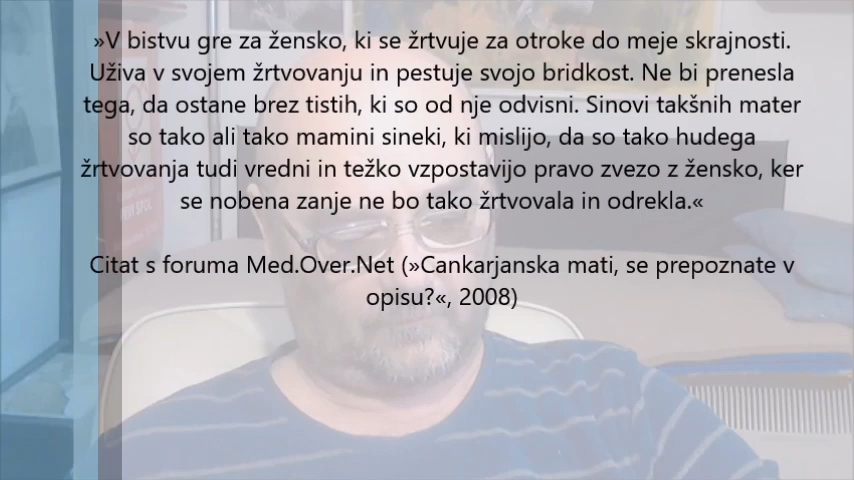 »V bistvu gre za žensko, ki se žrtvuje za otroke do meje skrajnosti.
Uživa v svojem žrtvovanju in pestuje svojo bridkost. Ne bi prenesla
tega, da ostane brez tistih, ki so od nje odvisni. Sinovi takšnih mater
so tako ali tako mamini sineki, ki mislijo, da so tako hudega
žrtvovanja tudi vredni in težko vzpostavijo pravo zvezo z žensko, ker
se nobena zanje ne bo tako žrtvovala in odrekla.«
Citat s foruma Med.Over.Net (»Cankarjanska mati, se prepoznate v
opisu?«, 2008)